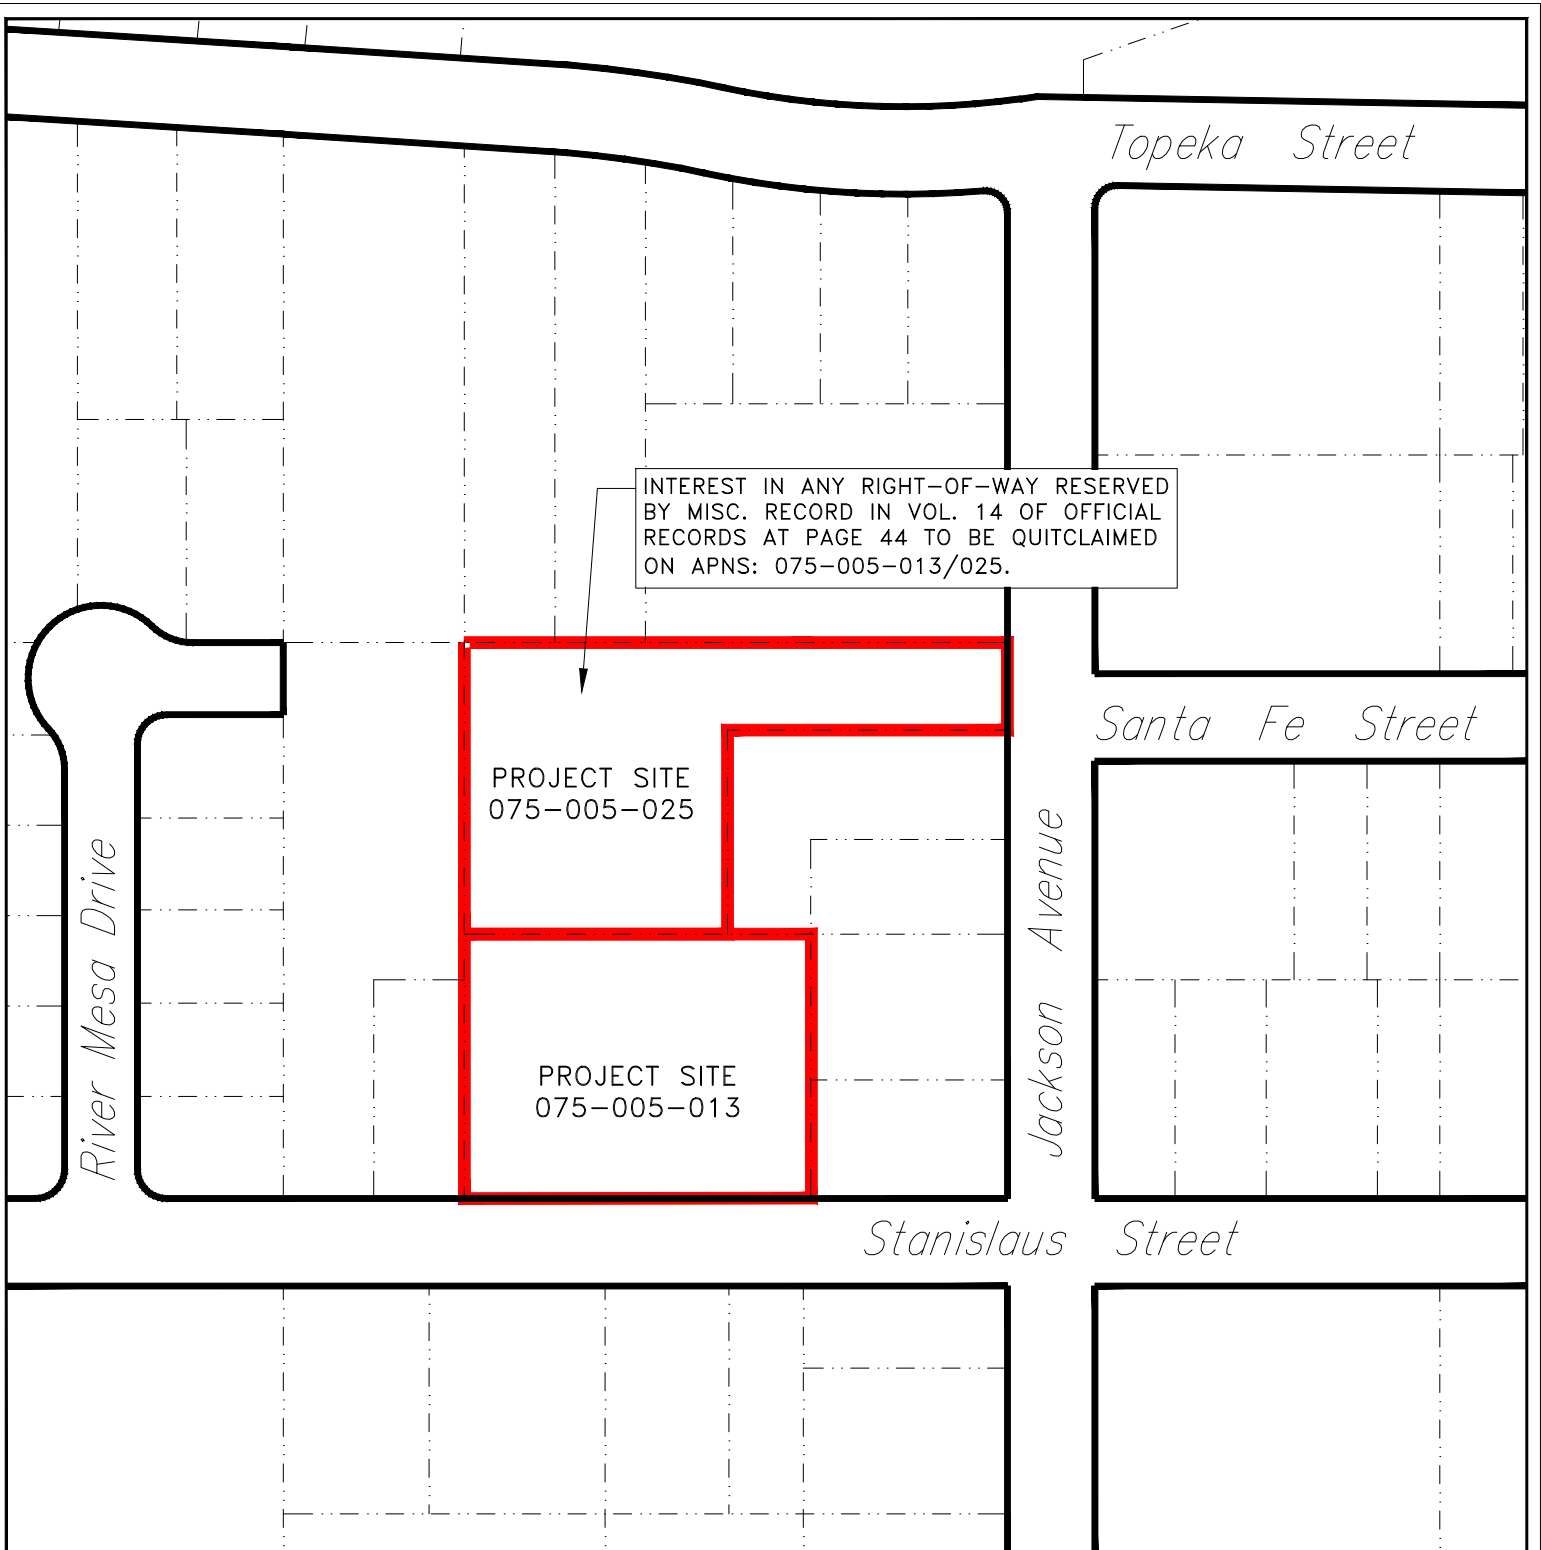 Topeka Street
INTEREST IN ANY RIGHT-OF-WAY RESERVED
BY MISC. RECORD IN VOL. 14 OF OFFICIAL
RECORDS AT PAGE 44 TO BE QUITCLAIMED
ON APNS: 075-005-013/025.
Santa Fe Street
PROJECT SITE
075-005-025
River Mesa Drive
Jackson Avenue
PROJECT SITE
075-005-013
Stanislaus Street